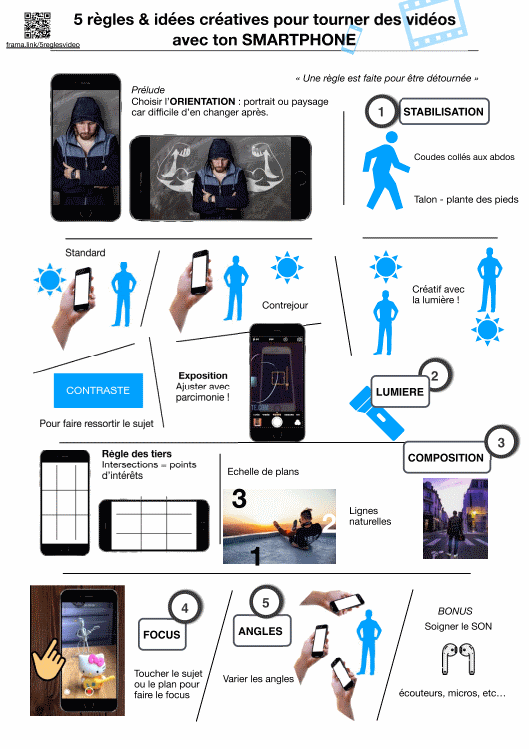 5 règles & idées créatives pour tourner des vidéos
avec ton SMARTPHONE
frama.link/5reglesvideo
« Une règle est faite pour être détournée »
Prélude
Choisir l'ORIENTATION : portrait ou paysage
car difficile d'en changer après.
1
STABILISATION
Coudes collés aux abdos
Talon - plante des pieds
Standard
Contrejour
Créatif avec
la lumière !
CONTRASTE
Pour faire ressortir le sujet
Exposition
Ajuster avec
parcimonie !
2
LUMIERE
3
COMPOSITION
Règle des tiers
Intersections = points
d'intérêts
Echelle de plans
3
2
1
Lignes
naturelles
4
FOCUS
Toucher le sujet
ou le plan pour
faire le focus
5
ANGLES
Varier les angles
BONUS
Soigner le SON
écouteurs, micros, etc…